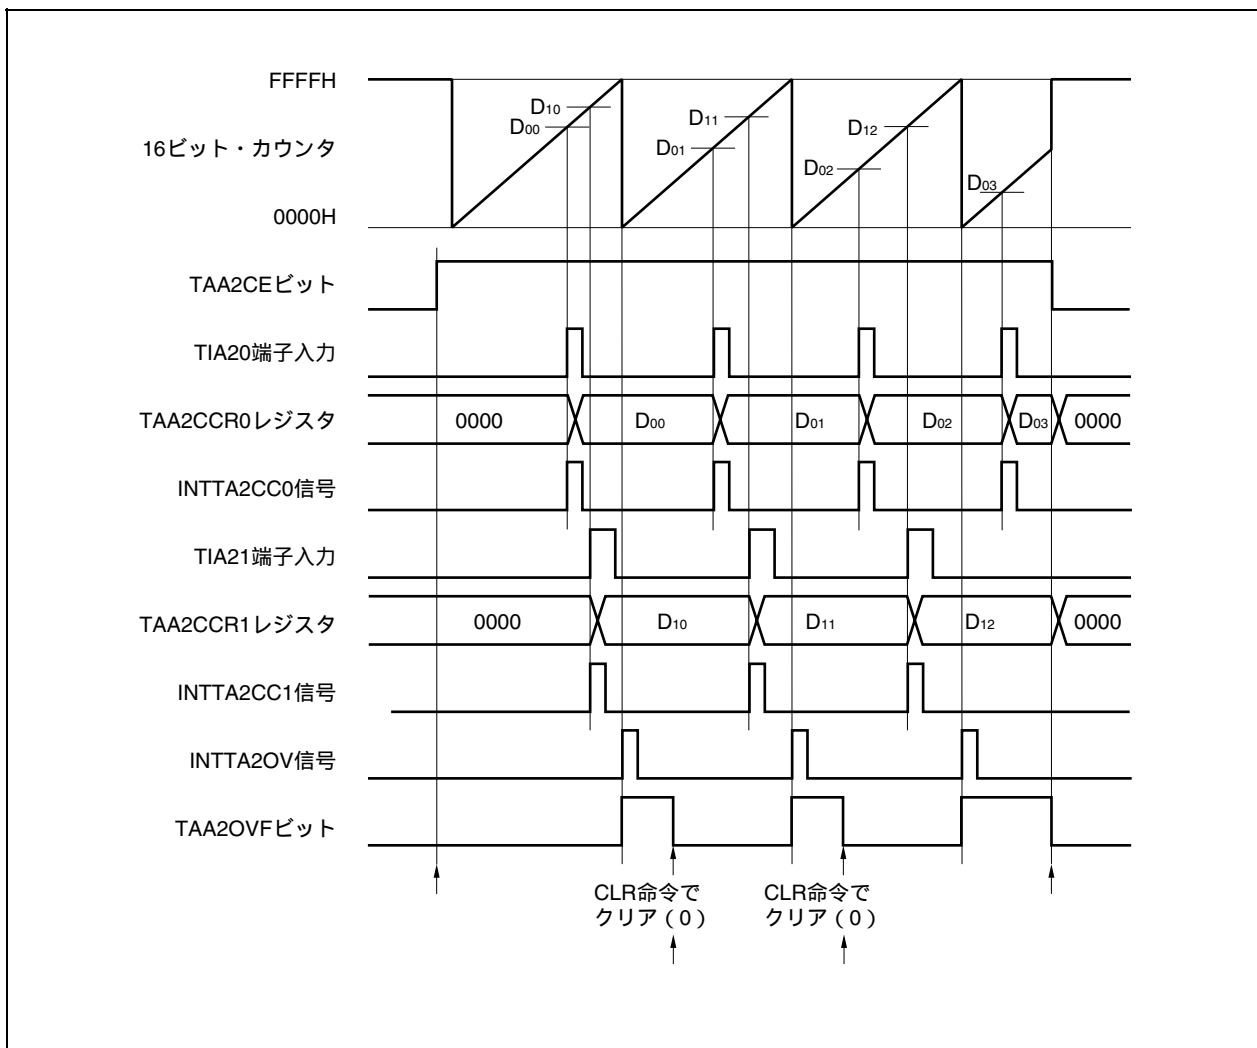 FFFFH
D10
D00
D11
D01
D12
D02
D03
16ビット・カウンタ
0000H
TAA2CEビット
TIA20端子入力
TAA2CCR0レジスタ
0000
D00
D01
D02
D03
0000
INTTA2CC0信号
TIA21端子入力
TAA2CCR1レジスタ
0000
D10
D11
D12
0000
INTTA2CC1信号
INTTA2OV信号
TAA2OVFビット
CLR命令で
クリア(0)
CLR命令で
クリア(0)